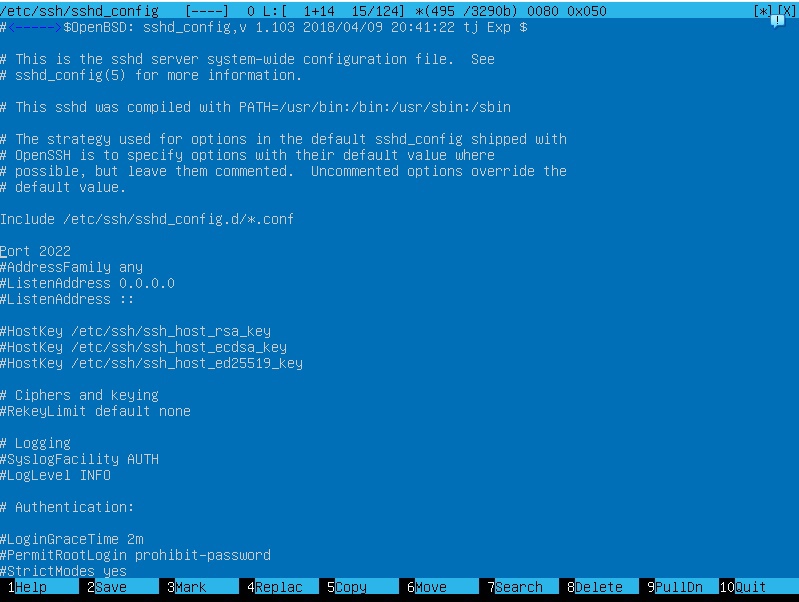 /etc/ssh/sshd_config [----] 0 L:[ 1+14 15/124] *(495 /3290b) 0080 0x050 [*][X]
#<----->$OpenBSD: sshd_config,v 1.103 2018/04/09 20:41:22 tj Exp $
# This is the sshd server system-wide configuration file.  See
# sshd_config(5) for more information.
# This sshd was compiled with PATH=/usr/bin:/bin:/usr/sbin:/sbin
# The strategy used for options in the default sshd_config shipped with
# OpenSSH is to specify options with their default value where
# possible, but leave them commented.  Uncommented options override the
# default value.
Include /etc/ssh/sshd_config.d/*.conf
Port 2022
#AddressFamily any
#ListenAddress 0.0.0.0
#ListenAddress ::
#HostKey /etc/ssh/ssh_host_rsa_key
#HostKey /etc/ssh/ssh_host_ecdsa_key
#HostKey /etc/ssh/ssh_host_ed25519_key
# Ciphers and keying
#RekeyLimit default none
# Logging
#SyslogFacility AUTH
#LogLevel INFO
# Authentication:
#LoginGraceTime 2m
#PermitRootLogin prohibit-password
#StrictModes yes
1Help 2Save 3Mark 4Replac 5Copy 6Move 7Search 8Delete 9PullDn 10Quit